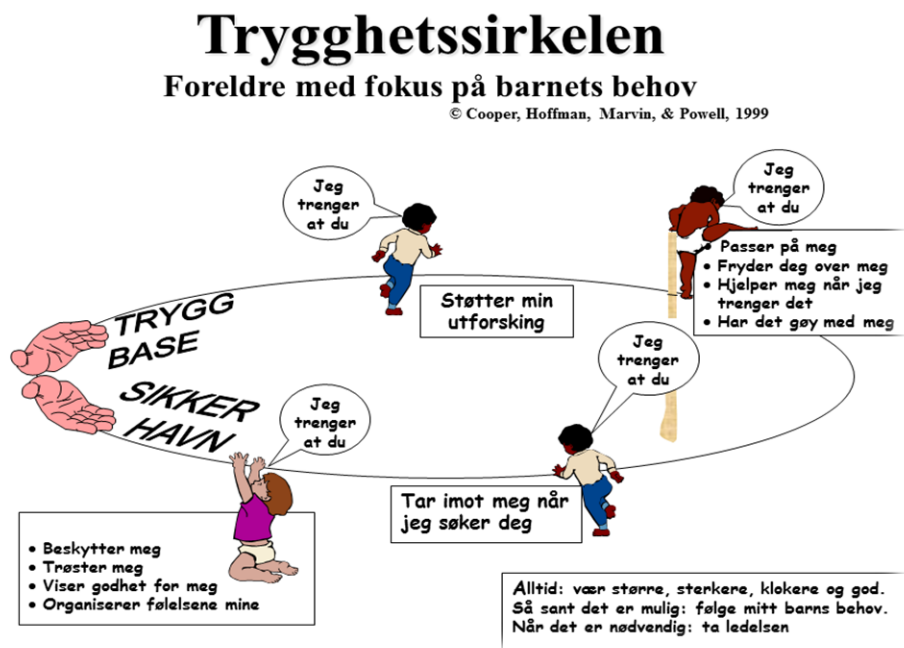 Trygghetssirkelen
Foreldre med fokus på barnets behov
© Cooper, Hoffman, Marvin, & Powell, 1999
Jeg
trenger
at du
Støtter min
utforsking
Jeg
trenger
at du
• Passer på meg
• Fryder deg over meg
• Hjelper meg når jeg
trenger det
• Har det gøy med meg
TRYGG
BASE
SIKKER
HAVN
Jeg
trenger
at du
Tar imot meg når
jeg søker deg
Jeg
trenger
at du
• Beskytter meg
• Trøster meg
• Viser godhet for meg
• Organiserer følelsene mine
Alltid: vær større, sterkere, klokere og god.
Så sant det er mulig: følge mitt barns behov.
Når det er nødvendig: ta ledelsen